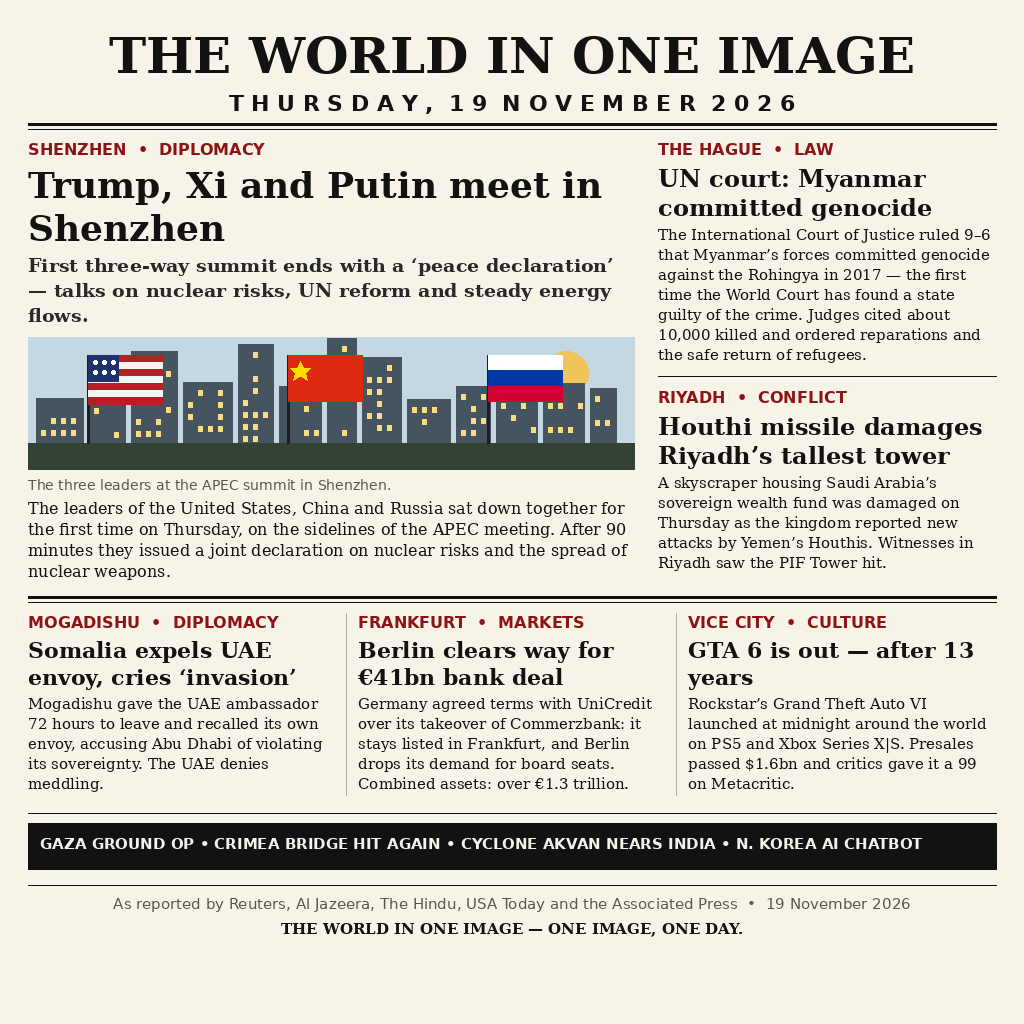 THE WORLD IN ONE IMAGE
THURSDAY, 19 NOVEMBER 2026
SHENZHEN • DIPLOMACY
Trump, Xi and Putin meet in
Shenzhen
First three-way summit ends with a ‘peace declaration’
— talks on nuclear risks, UN reform and steady energy
flows.
The three leaders at the APEC summit in Shenzhen.
The leaders of the United States, China and Russia sat down together for
the first time on Thursday, on the sidelines of the APEC meeting. After 90
minutes they issued a joint declaration on nuclear risks and the spread of
nuclear weapons.
THE HAGUE • LAW
UN court: Myanmar
committed genocide
The International Court of Justice ruled 9–6
that Myanmar’s forces committed genocide
against the Rohingya in 2017 — the first
time the World Court has found a state
guilty of the crime. Judges cited about
10,000 killed and ordered reparations and
the safe return of refugees.
RIYADH • CONFLICT
Houthi missile damages
Riyadh’s tallest tower
A skyscraper housing Saudi Arabia’s
sovereign wealth fund was damaged on
Thursday as the kingdom reported new
attacks by Yemen’s Houthis. Witnesses in
Riyadh saw the PIF Tower hit.
MOGADISHU • DIPLOMACY
Somalia expels UAE
envoy, cries ‘invasion’
Mogadishu gave the UAE ambassador
72 hours to leave and recalled its own
envoy, accusing Abu Dhabi of violating
its sovereignty. The UAE denies
meddling.
FRANKFURT • MARKETS
Berlin clears way for
€41bn bank deal
Germany agreed terms with UniCredit
over its takeover of Commerzbank: it
stays listed in Frankfurt, and Berlin
drops its demand for board seats.
Combined assets: over €1.3 trillion.
VICE CITY • CULTURE
GTA 6 is out — after 13
years
Rockstar’s Grand Theft Auto VI
launched at midnight around the world
on PS5 and Xbox Series X|S. Presales
passed $1.6bn and critics gave it a 99
on Metacritic.
GAZA GROUND OP • CRIMEA BRIDGE HIT AGAIN • CYCLONE AKVAN NEARS INDIA • N. KOREA AI CHATBOT
As reported by Reuters, Al Jazeera, The Hindu, USA Today and the Associated Press • 19 November 2026
THE WORLD IN ONE IMAGE — ONE IMAGE, ONE DAY.